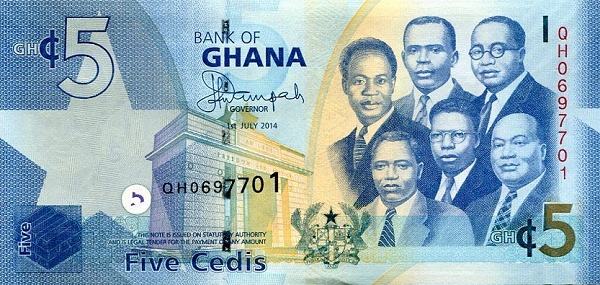 GH₵5
BANK OF
GHANA
GOVERNOR
1st JULY 2014
QH0697701
QH0697701
THIS NOTE IS ISSUED ON STATUTORY AUTHORITY
AND IS LEGAL TENDER FOR THE PAYMENT OF ANY AMOUNT
Five Cedis
Five
GH₵5